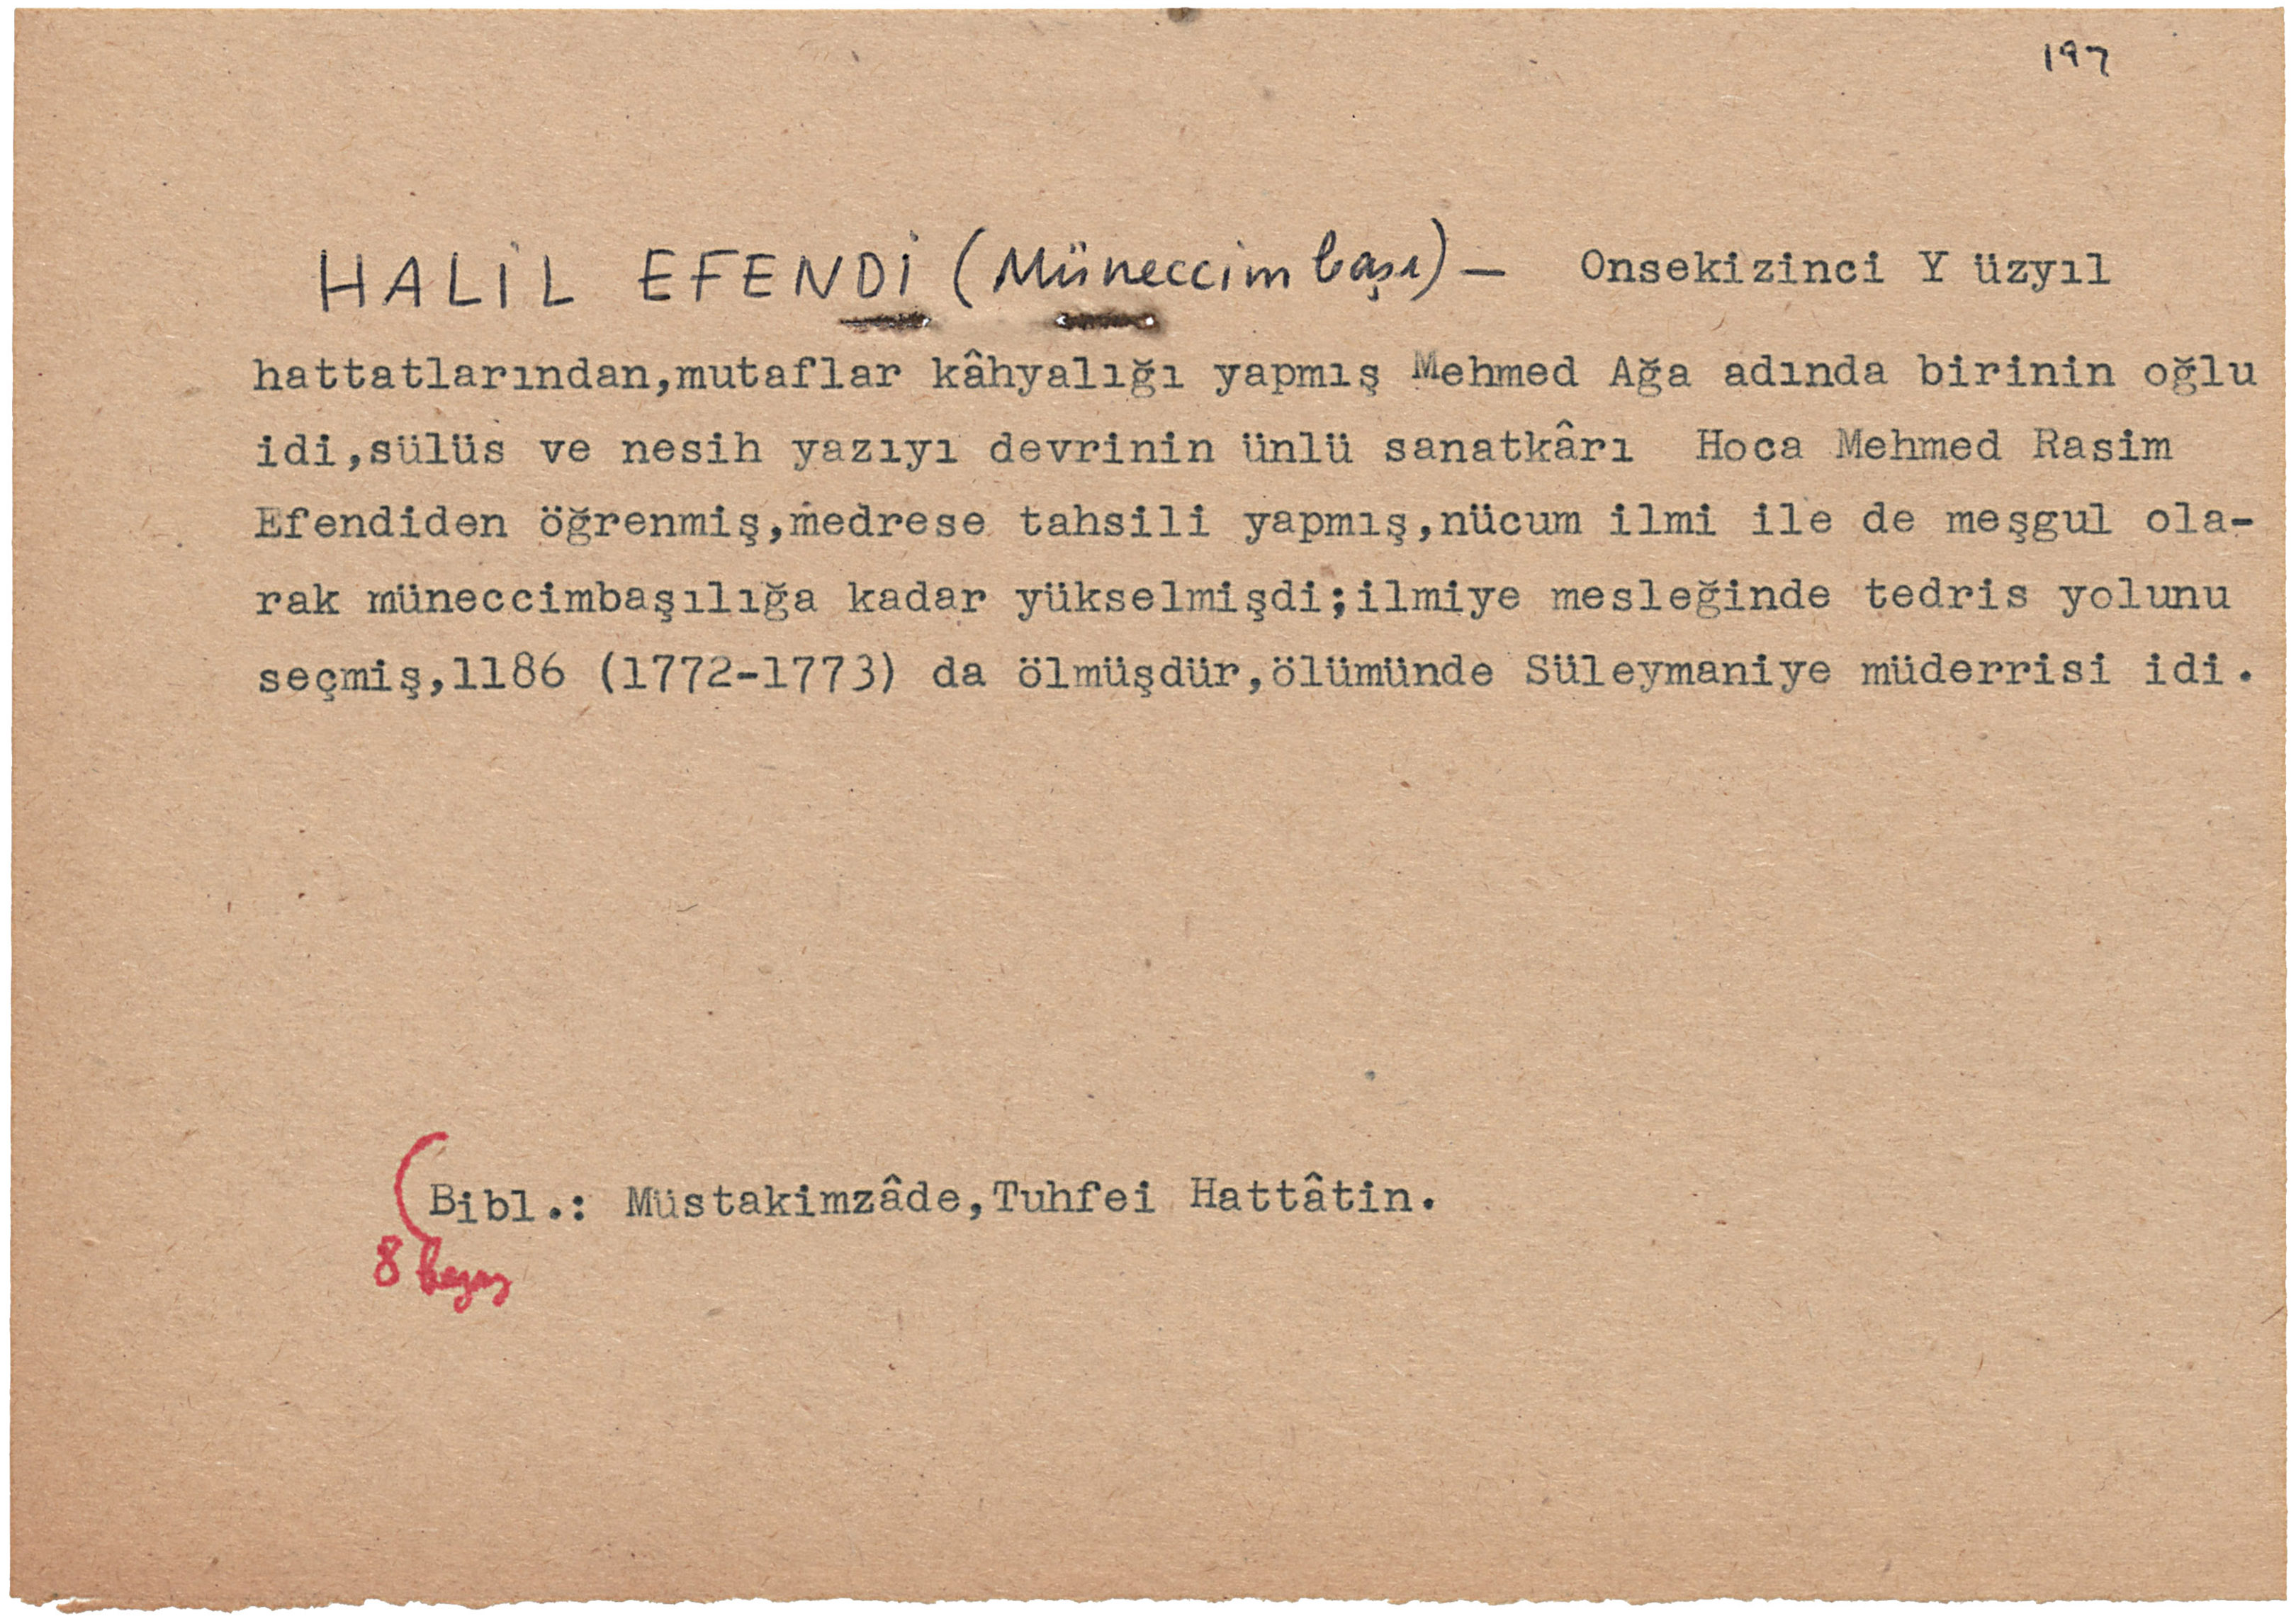 197
HALİL EFENDİ (Müneccimbaşı) — Onsekizinci Y üzyıl
hattatlarından,mutaflar kâhyalığı yapmış Mehmed Ağa adında birinin oğlu
idi,sülüs ve nesih yazıyı devrinin ünlü sanatkârı Hoca Mehmed Rasim
Efendiden öğrenmiş,medrese tahsili yapmış,nücum ilmi ile de meşgul ola-
rak müneccimbaşılığa kadar yükselmişdi;ilmiye mesleğinde tedris yolunu
seçmiş,1186 (1772-1773) da ölmüşdür,ölümünde Süleymaniye müderrisi idi.
(Bibl.: Müstakimzâde,Tuhfei Hattâtin.
8 beyaz